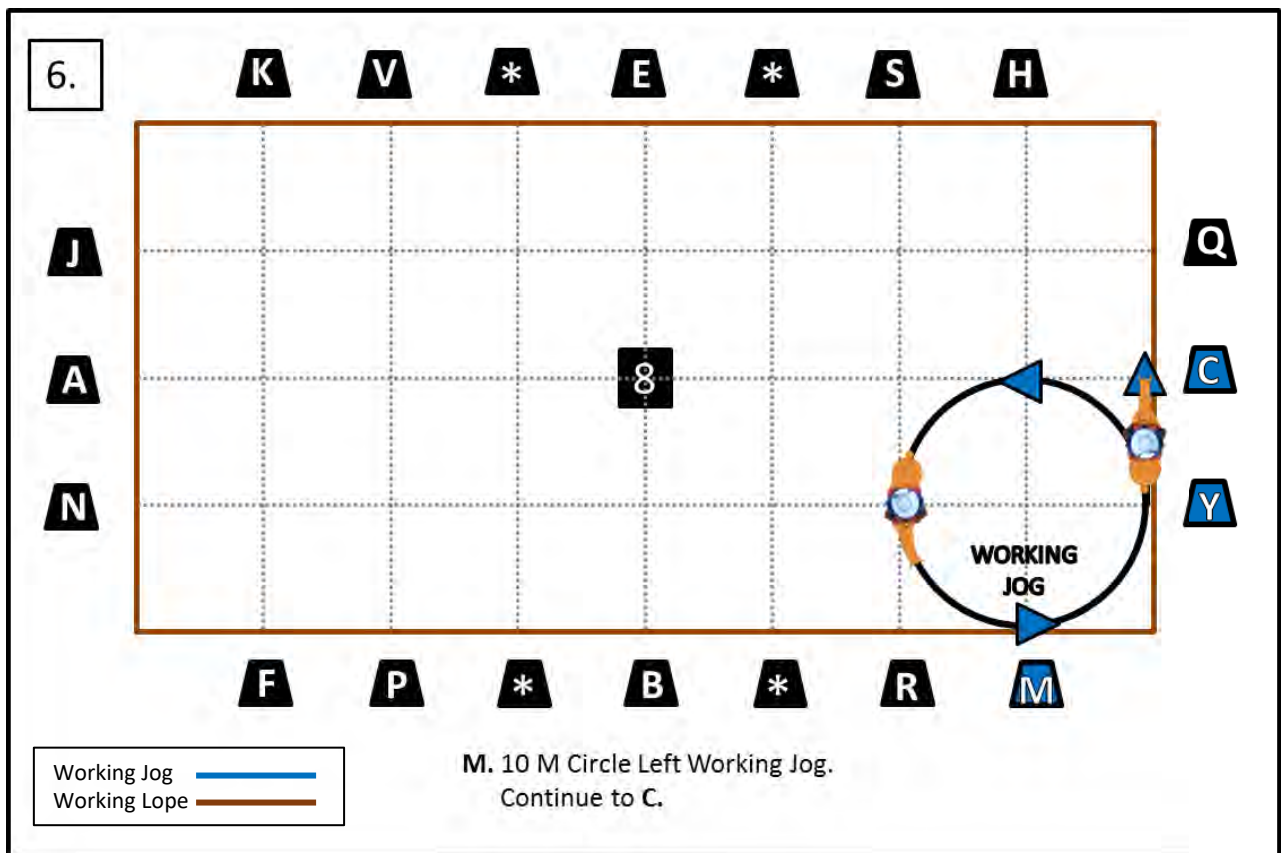 6.
K V * E * S H
J Q
A 8 C
N Y
WORKING
JOG
F P * B * R M
Working Jog
Working Lope
M. 10 M Circle Left Working Jog.
Continue to C.